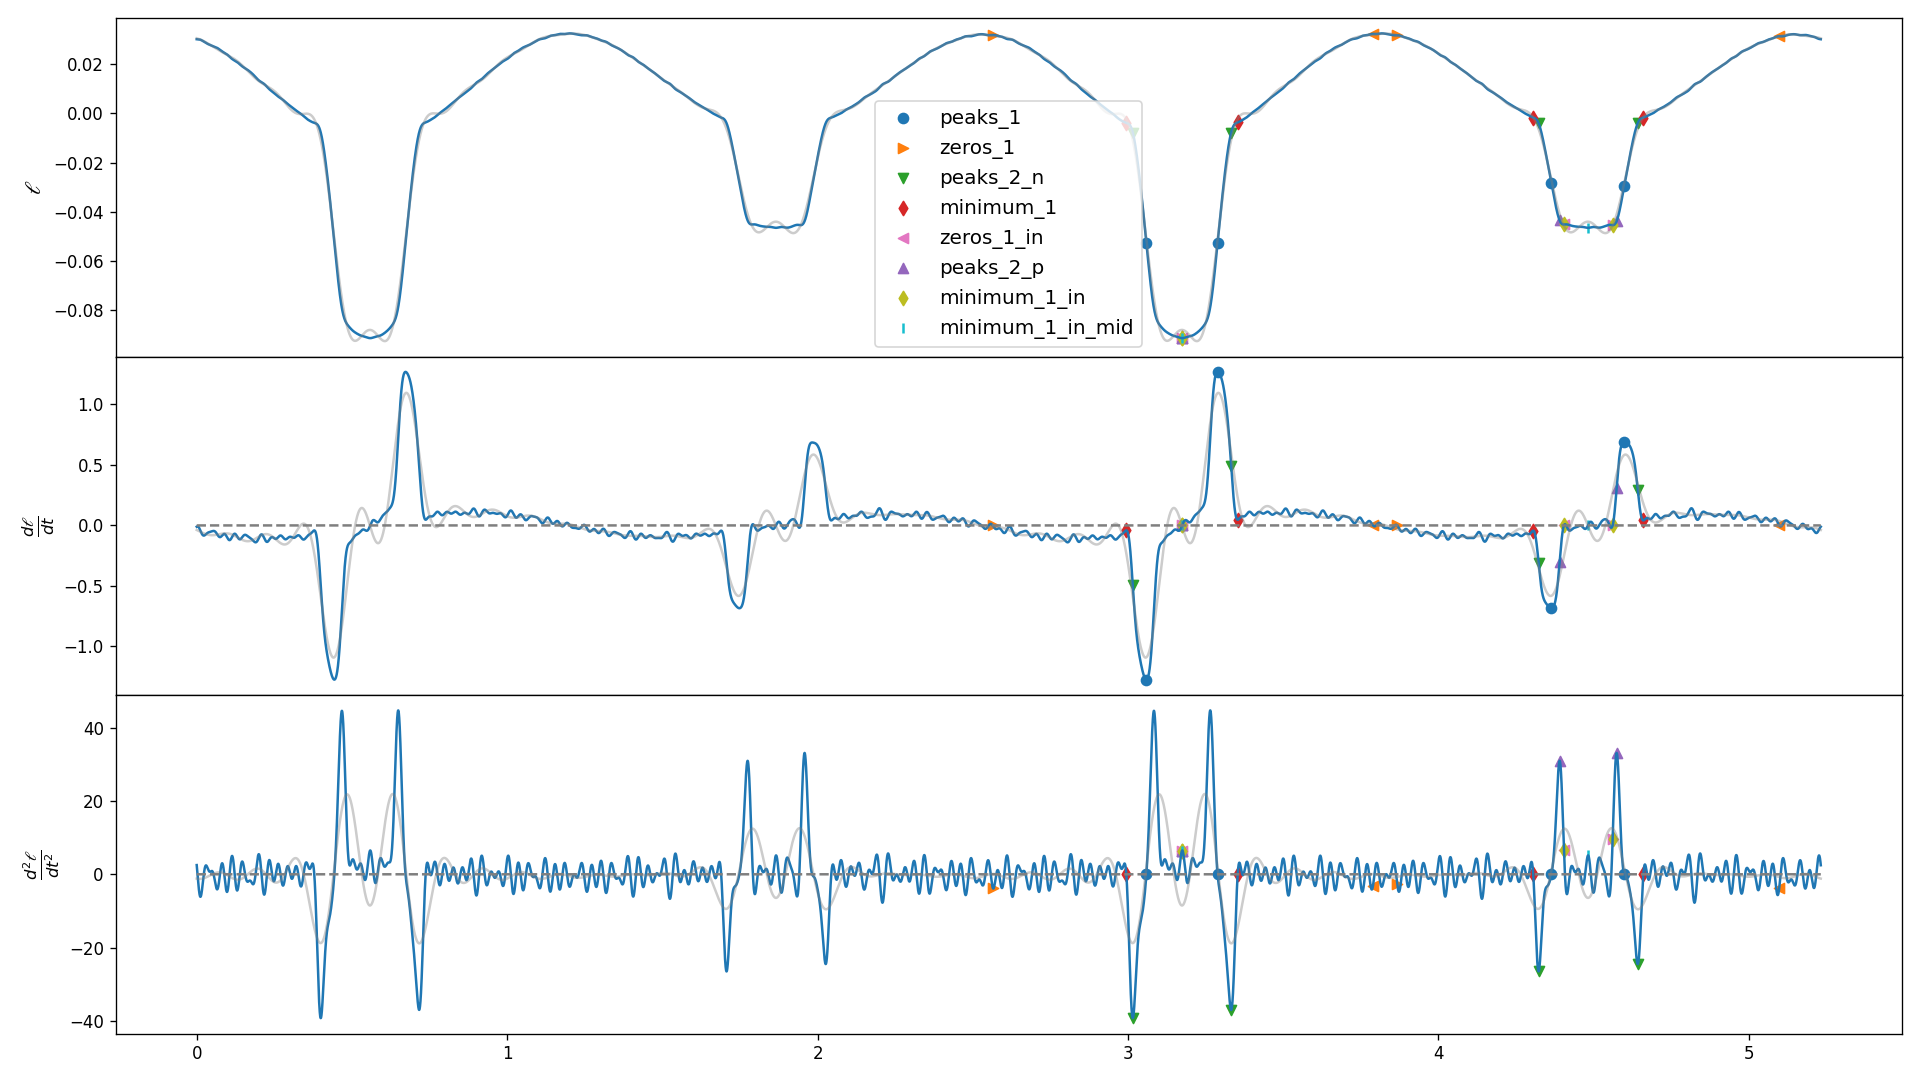 0.02
0.00
−0.02
−0.04
−0.06
−0.08
ℓ
peaks_1
zeros_1
peaks_2_n
minimum_1
zeros_1_in
peaks_2_p
minimum_1_in
minimum_1_in_mid
1.0
0.5
0.0
−0.5
−1.0
dℓ/dt
40
20
0
−20
−40
d²ℓ/dt²
0 1 2 3 4 5